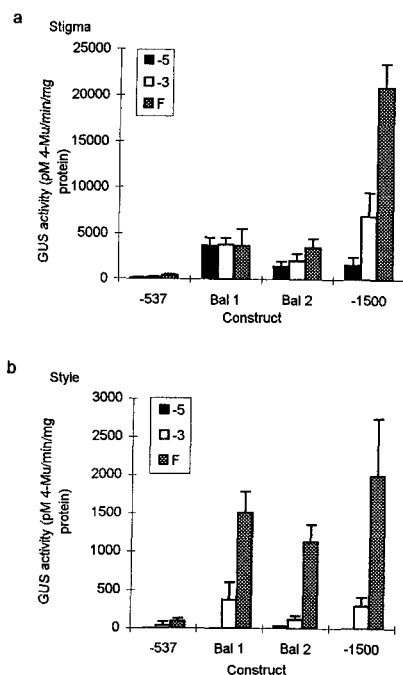 a
Stigma
GUS activity (pM 4-Mu/min/mg
protein)
25000
20000
15000
10000
5000
0
-5
-3
F
-537 Bal 1 Bal 2 -1500
Construct
b
Style
GUS activity (pM 4-Mu/min/mg
protein)
3000
2500
2000
1500
1000
500
0
-5
-3
F
-537 Bal 1 Bal 2 -1500
Construct